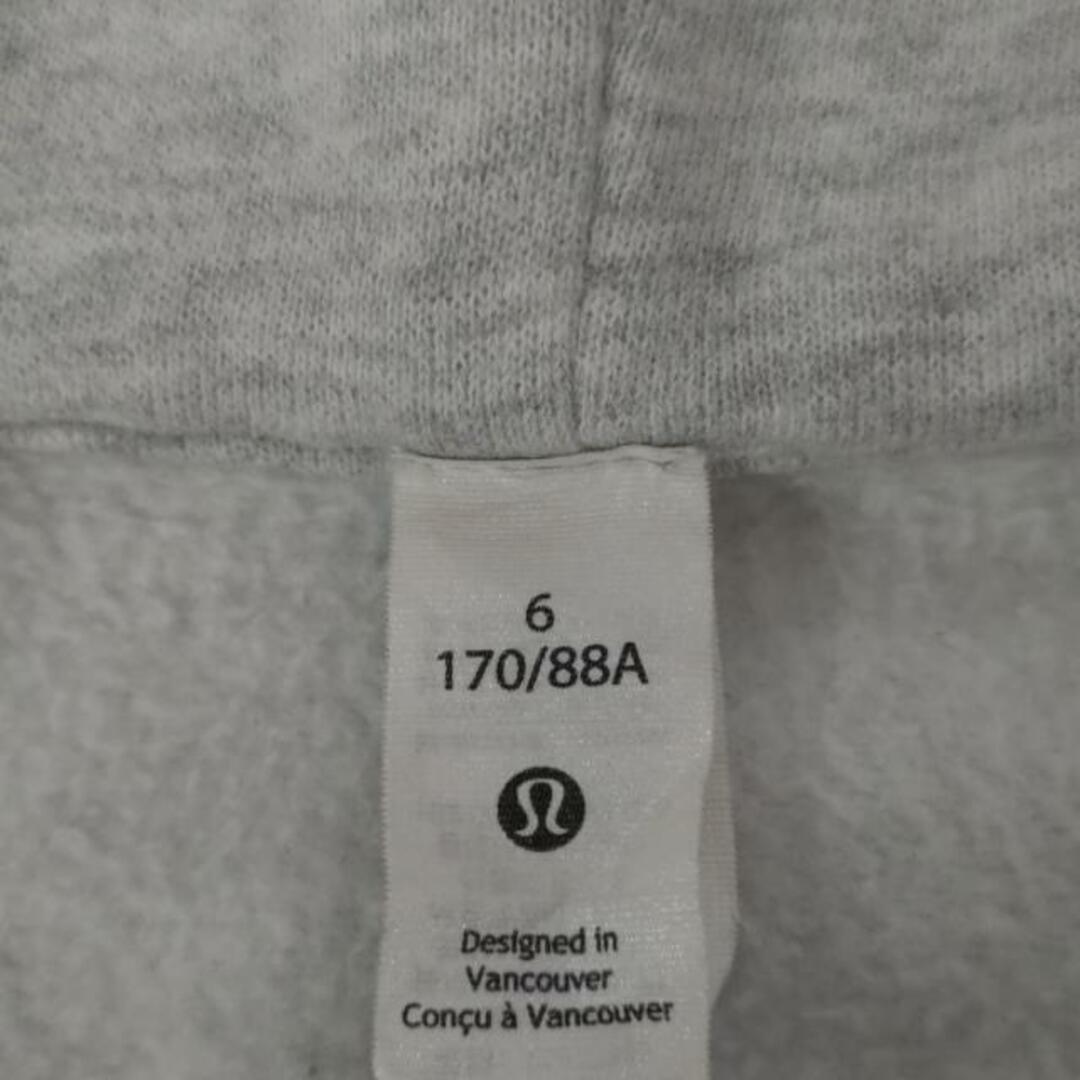 6
170/88A
Designed in
Vancouver
Conçu à Vancouver